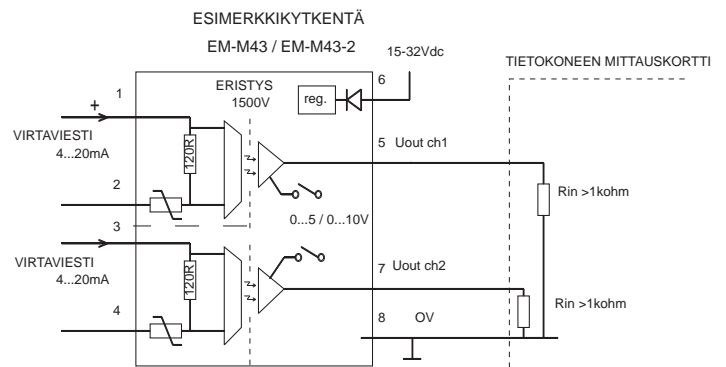 ESIMERKKIKYTKENTÄ
EM-M43 / EM-M43-2
15-32Vdc
TIETOKONEEN MITTAUSKORTTI
1
ERISTYS
1500V
reg.
6
+
VIRTAVIESTI
4...20mA
120R
5 Uout ch1
2
Rin >1kohm
0...5 / 0...10V
3
VIRTAVIESTI
4...20mA
120R
7 Uout ch2
4
Rin >1kohm
8 OV